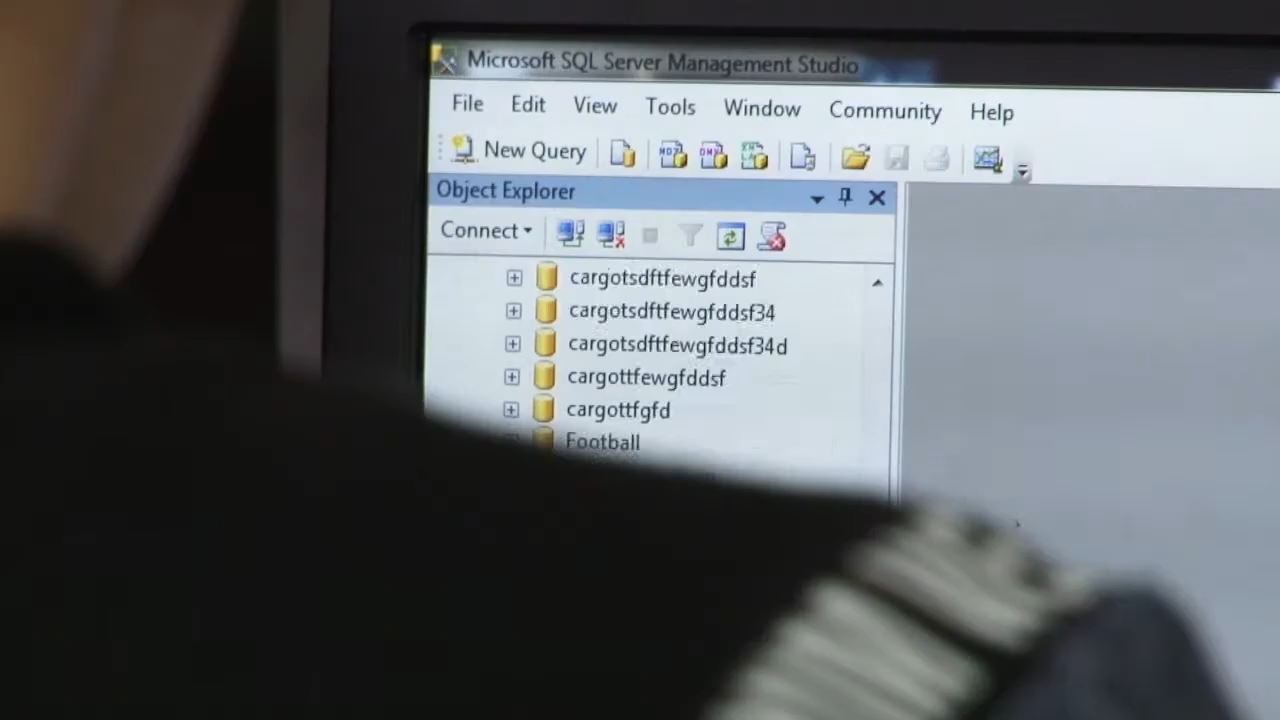 Microsoft SQL Server Management Studio
File Edit View Tools Window Community Help
New Query
Object Explorer
Connect
cargotsdftfewgfddsf
cargotsdftfewgfddsf34
cargotsdftfewgfddsf34d
cargottfewgfddsf
cargottfgfd
Football